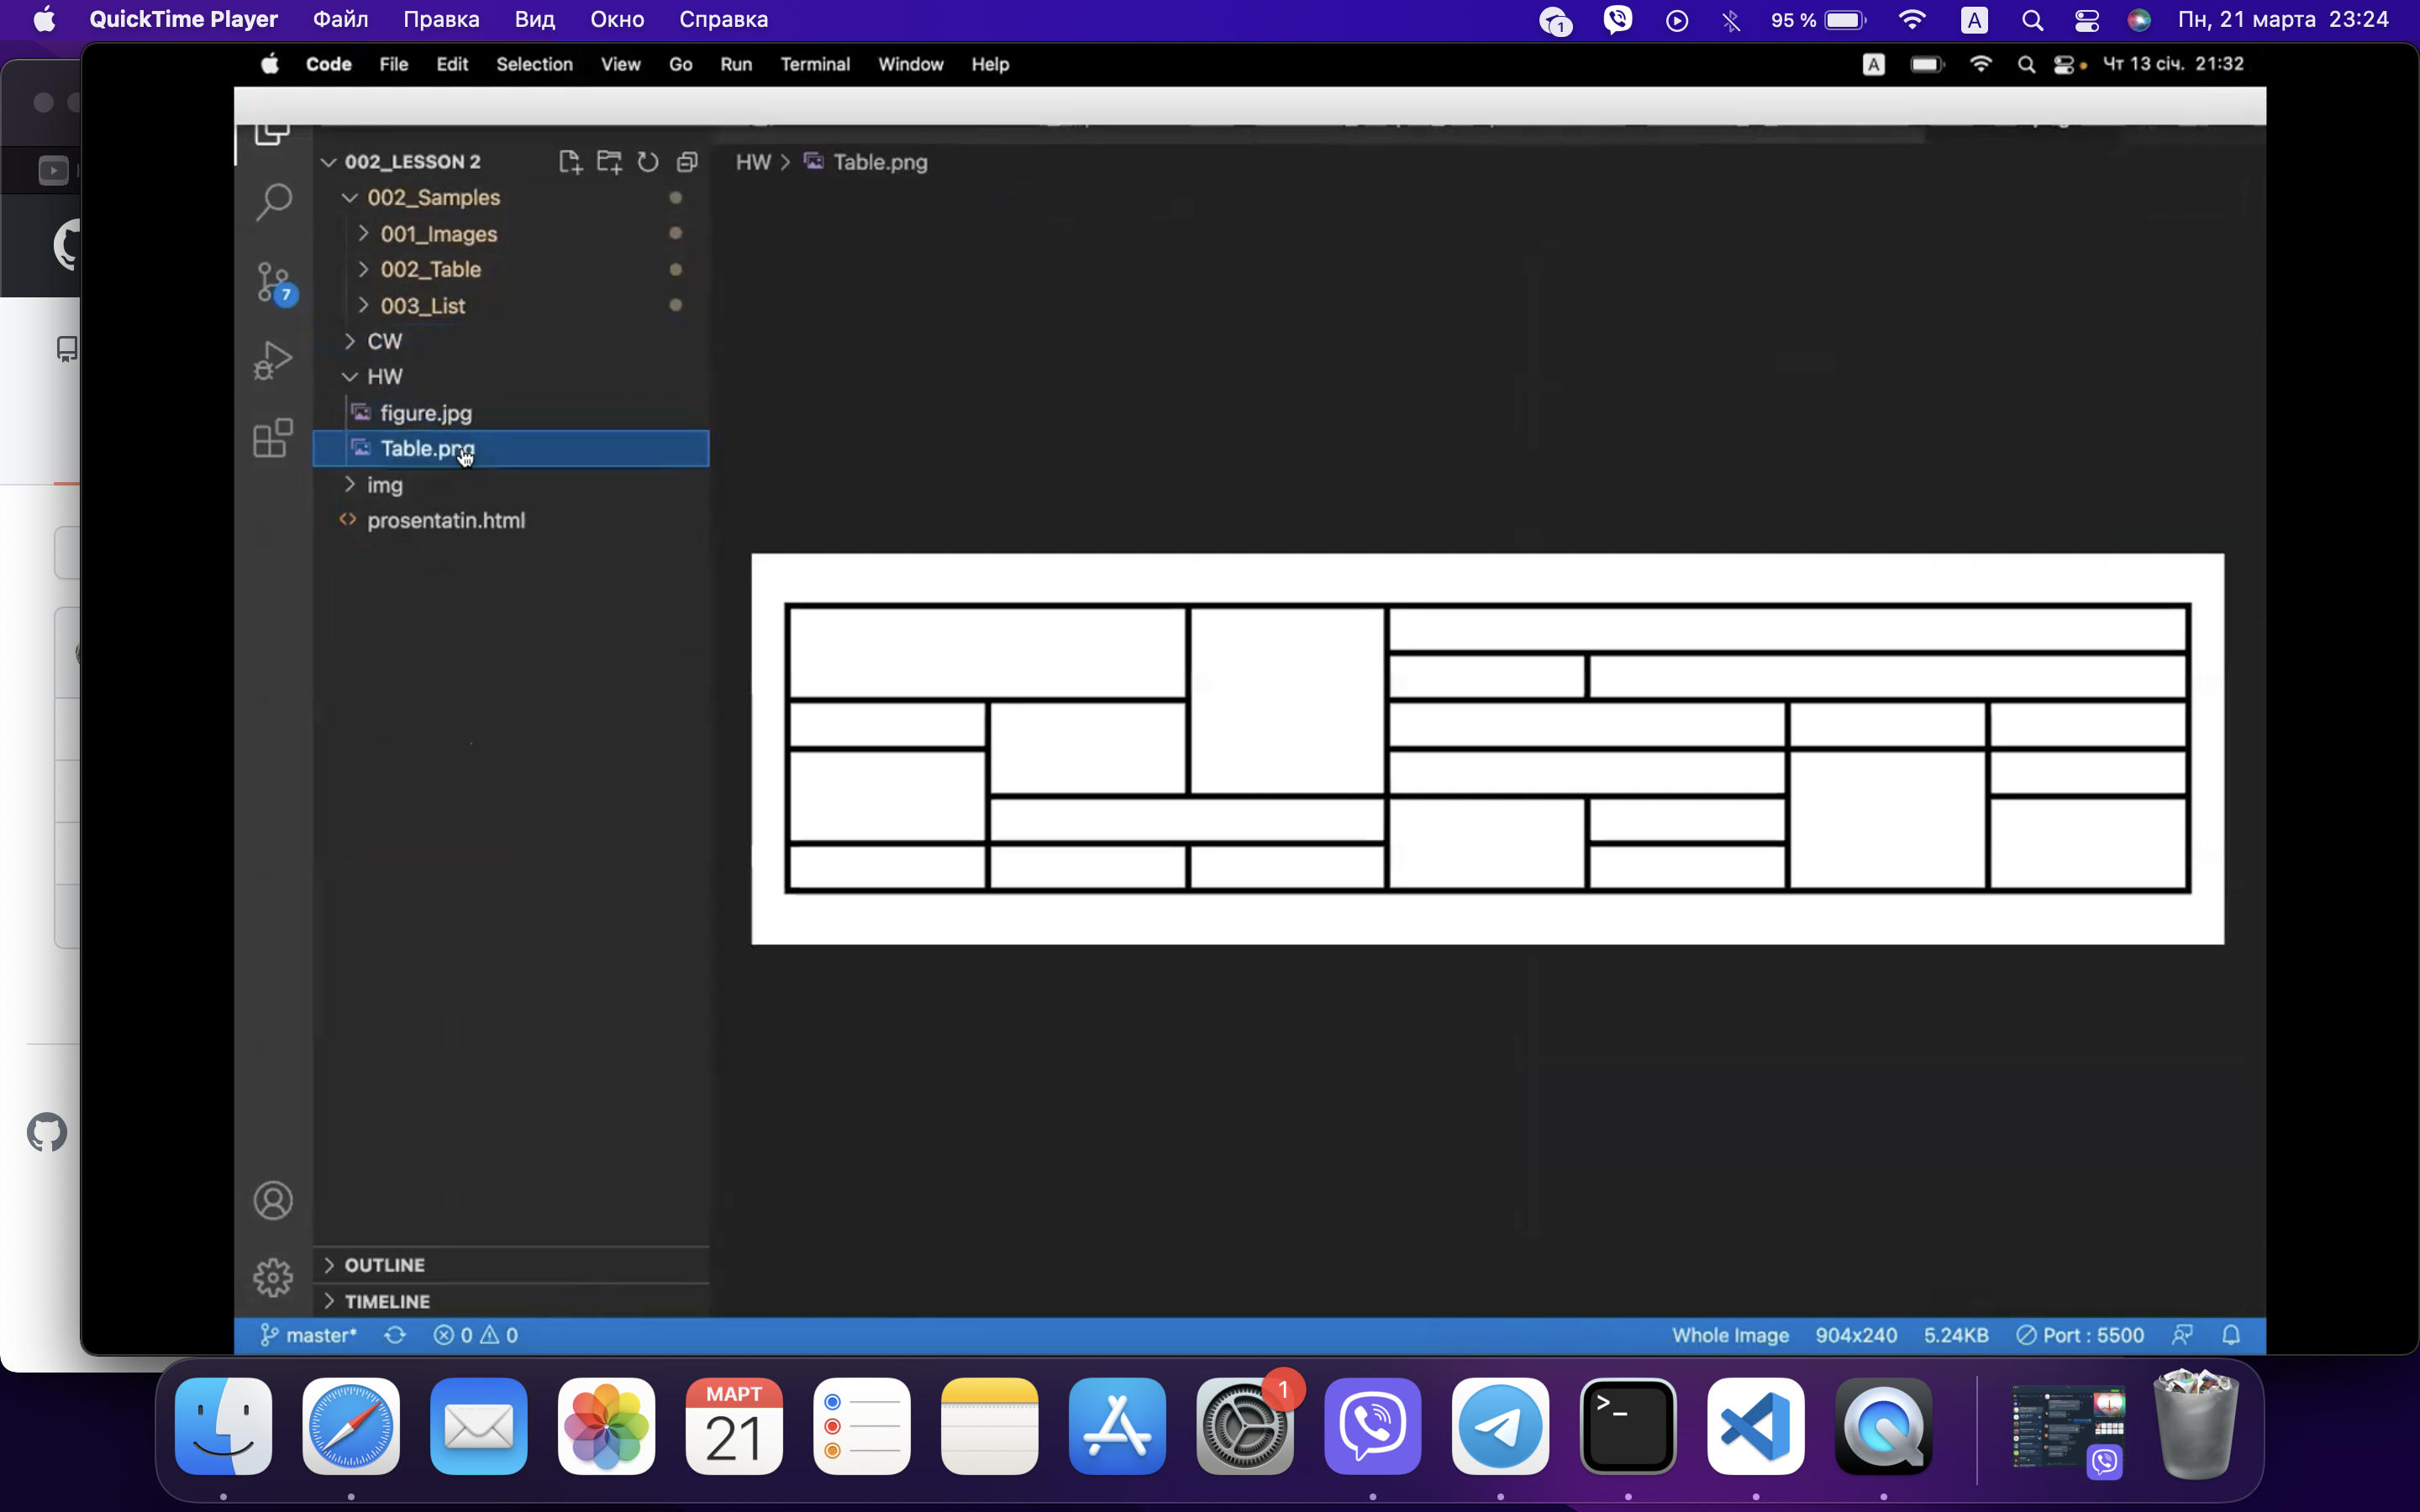 QuickTime Player Файл Правка Вид Окно Справка 1 95 % A Пн, 21 марта 23:24
Code File Edit Selection View Go Run Terminal Window Help A Чт 13 січ. 21:32
002_LESSON 2
HW > Table.png
002_Samples
001_Images
002_Table
7
003_List
CW
HW
figure.jpg
Table.png
img
prosentatin.html
OUTLINE
TIMELINE
master* 0 0 Whole Image 904x240 5.24KB Port : 5500
МАРТ
21
1
>_